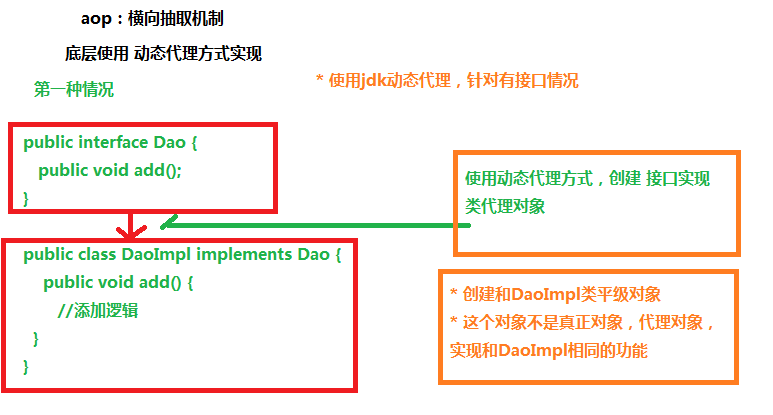 aop：横向抽取机制
底层使用 动态代理方式实现
第一种情况
* 使用jdk动态代理，针对有接口情况
public interface Dao {
public void add();
}
使用动态代理方式，创建 接口实现
类代理对象
public class DaoImpl implements Dao {
public void add() {
//添加逻辑
}
}
* 创建和DaoImpl类平级对象
* 这个对象不是真正对象，代理对象，
实现和DaoImpl相同的功能